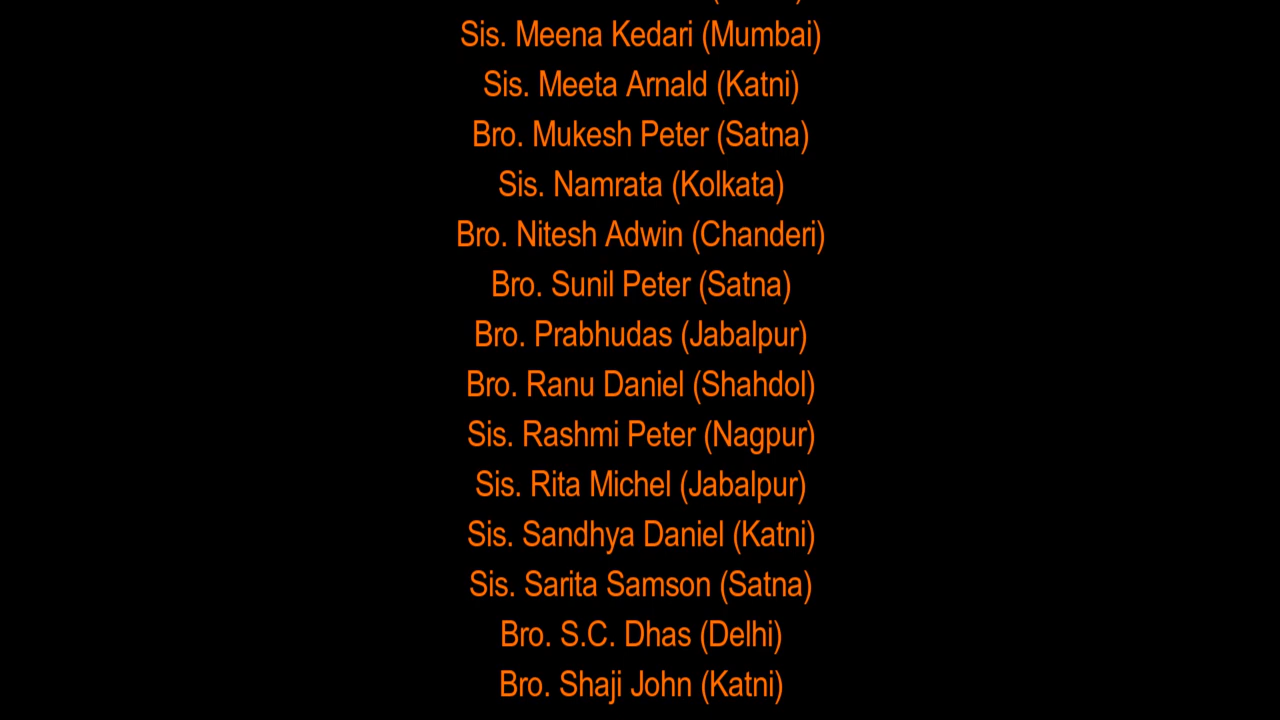 Sis. Meena Kedari (Mumbai)
Sis. Meeta Arnald (Katni)
Bro. Mukesh Peter (Satna)
Sis. Namrata (Kolkata)
Bro. Nitesh Adwin (Chanderi)
Bro. Sunil Peter (Satna)
Bro. Prabhudas (Jabalpur)
Bro. Ranu Daniel (Shahdol)
Sis. Rashmi Peter (Nagpur)
Sis. Rita Michel (Jabalpur)
Sis. Sandhya Daniel (Katni)
Sis. Sarita Samson (Satna)
Bro. S.C. Dhas (Delhi)
Bro. Shaji John (Katni)